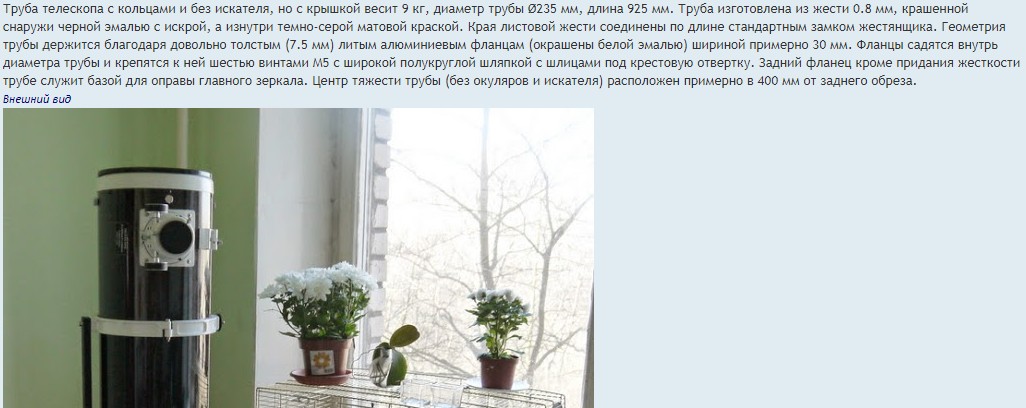 Труба телескопа с кольцами и без искателя, но с крышкой весит 9 кг, диаметр трубы Ø235 мм, длина 925 мм. Труба изготовлена из жести 0.8 мм, крашенной
снаружи черной эмалью с искрой, а изнутри темно-серой матовой краской. Края листовой жести соединены по длине стандартным замком жестянщика. Геометрия
трубы держится благодаря довольно толстым (7.5 мм) литым алюминиевым фланцам (окрашены белой эмалью) шириной примерно 30 мм. Фланцы садятся внутрь
диаметра трубы и крепятся к ней шестью винтами М5 с широкой полукруглой шляпкой с шлицами под крестовую отвертку. Задний фланец кроме придания жесткости
трубе служит базой для оправы главного зеркала. Центр тяжести трубы (без окуляров и искателя) расположен примерно в 400 мм от заднего обреза.
Внешний вид